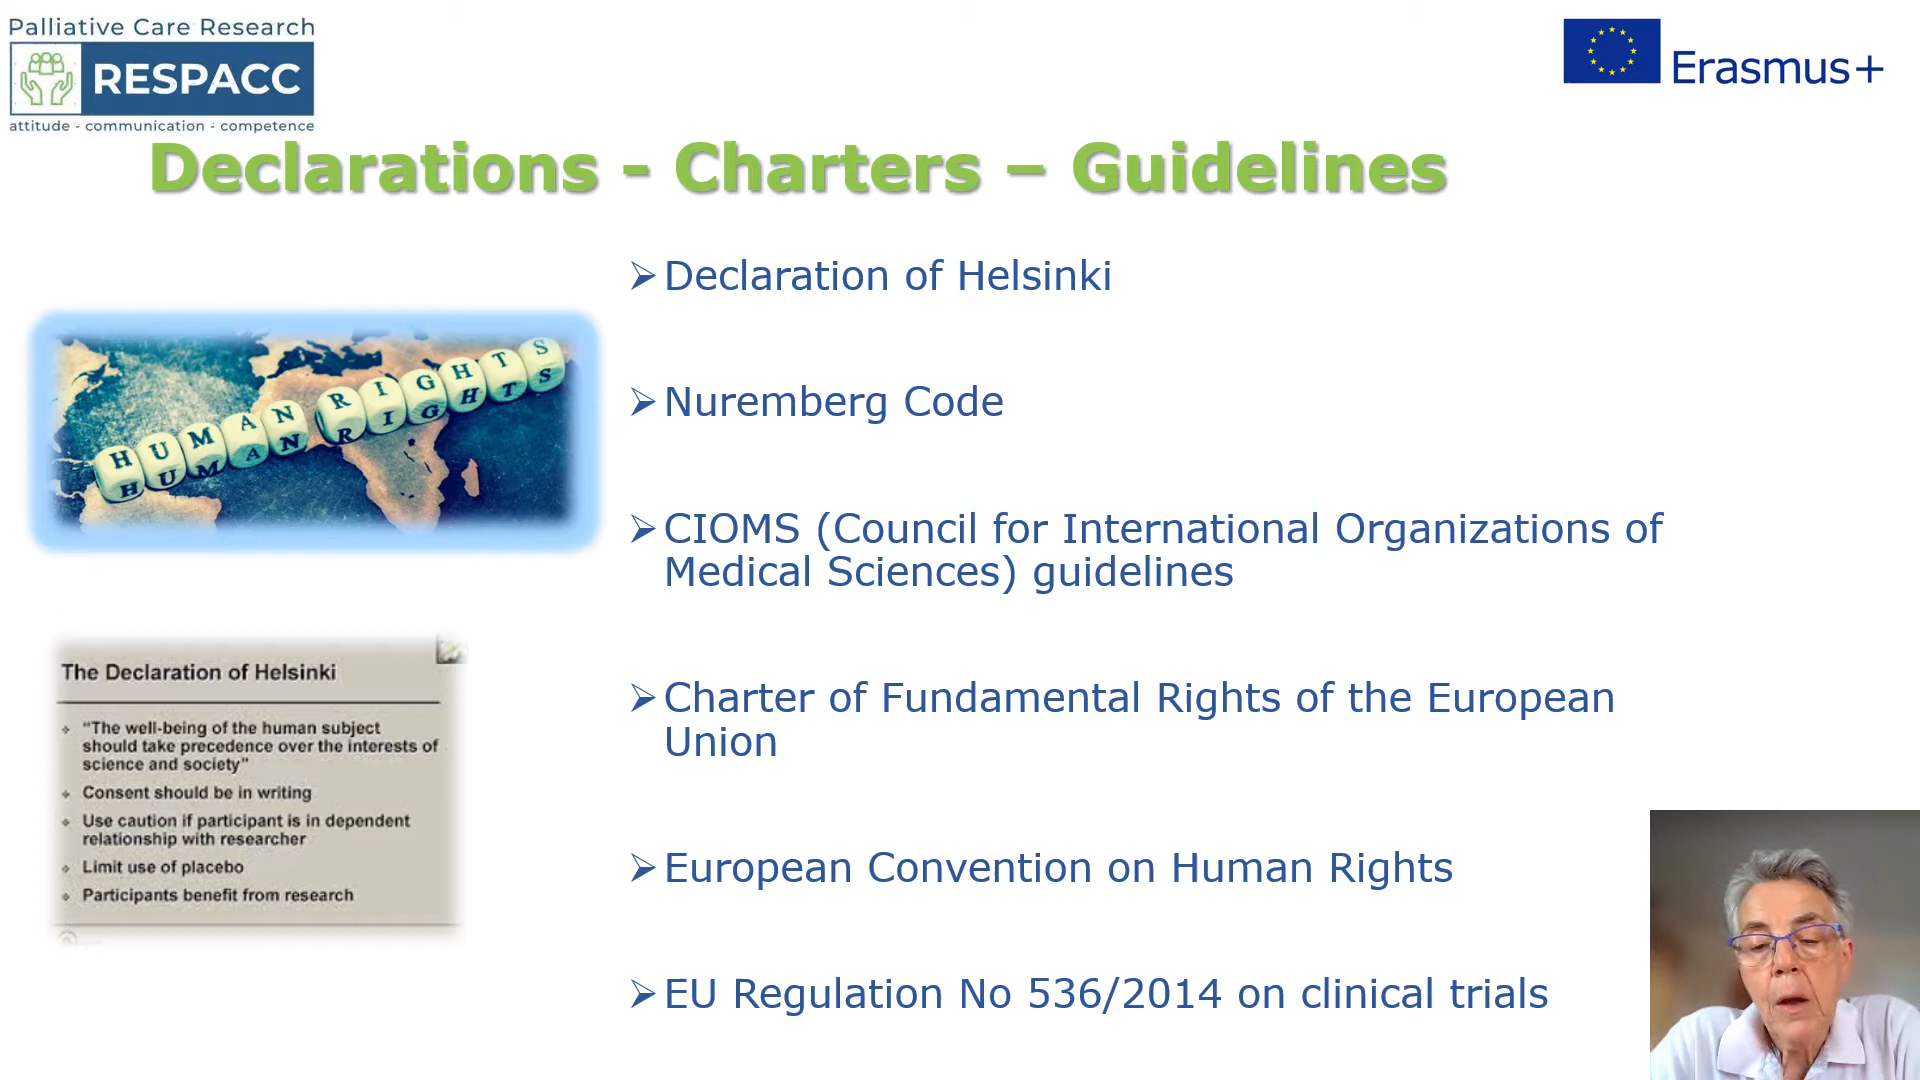 Palliative Care Research
RESPACC
attitude - communication - competence
Erasmus+
Declarations - Charters – Guidelines
➢Declaration of Helsinki
➢Nuremberg Code
➢CIOMS (Council for International Organizations of
Medical Sciences) guidelines
➢Charter of Fundamental Rights of the European
Union
➢European Convention on Human Rights
➢EU Regulation No 536/2014 on clinical trials
HUMAN RIGHTS
HUMAN RIGHTS
The Declaration of Helsinki
“The well-being of the human subject
should take precedence over the interests of
science and society”
Consent should be in writing
Use caution if participant is in dependent
relationship with researcher
Limit use of placebo
Participants benefit from research